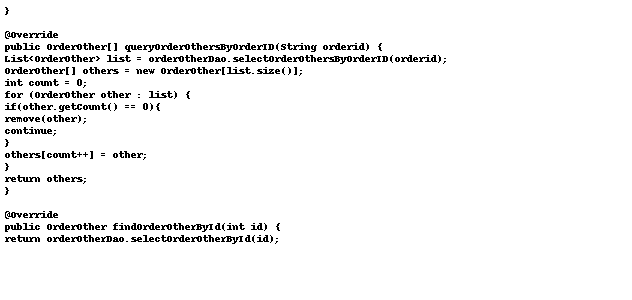 }
@Override
public OrderOther[] queryOrderOthersByOrderID(String orderid) {
List<OrderOther> list = orderOtherDao.selectOrderOthersByOrderID(orderid);
OrderOther[] others = new OrderOther[list.size()];
int count = 0;
for (OrderOther other : list) {
if(other.getCount() == 0){
remove(other);
continue;
}
others[count++] = other;
}
return others;
}
@Override
public OrderOther findOrderOtherById(int id) {
return orderOtherDao.selectOrderOtherById(id);